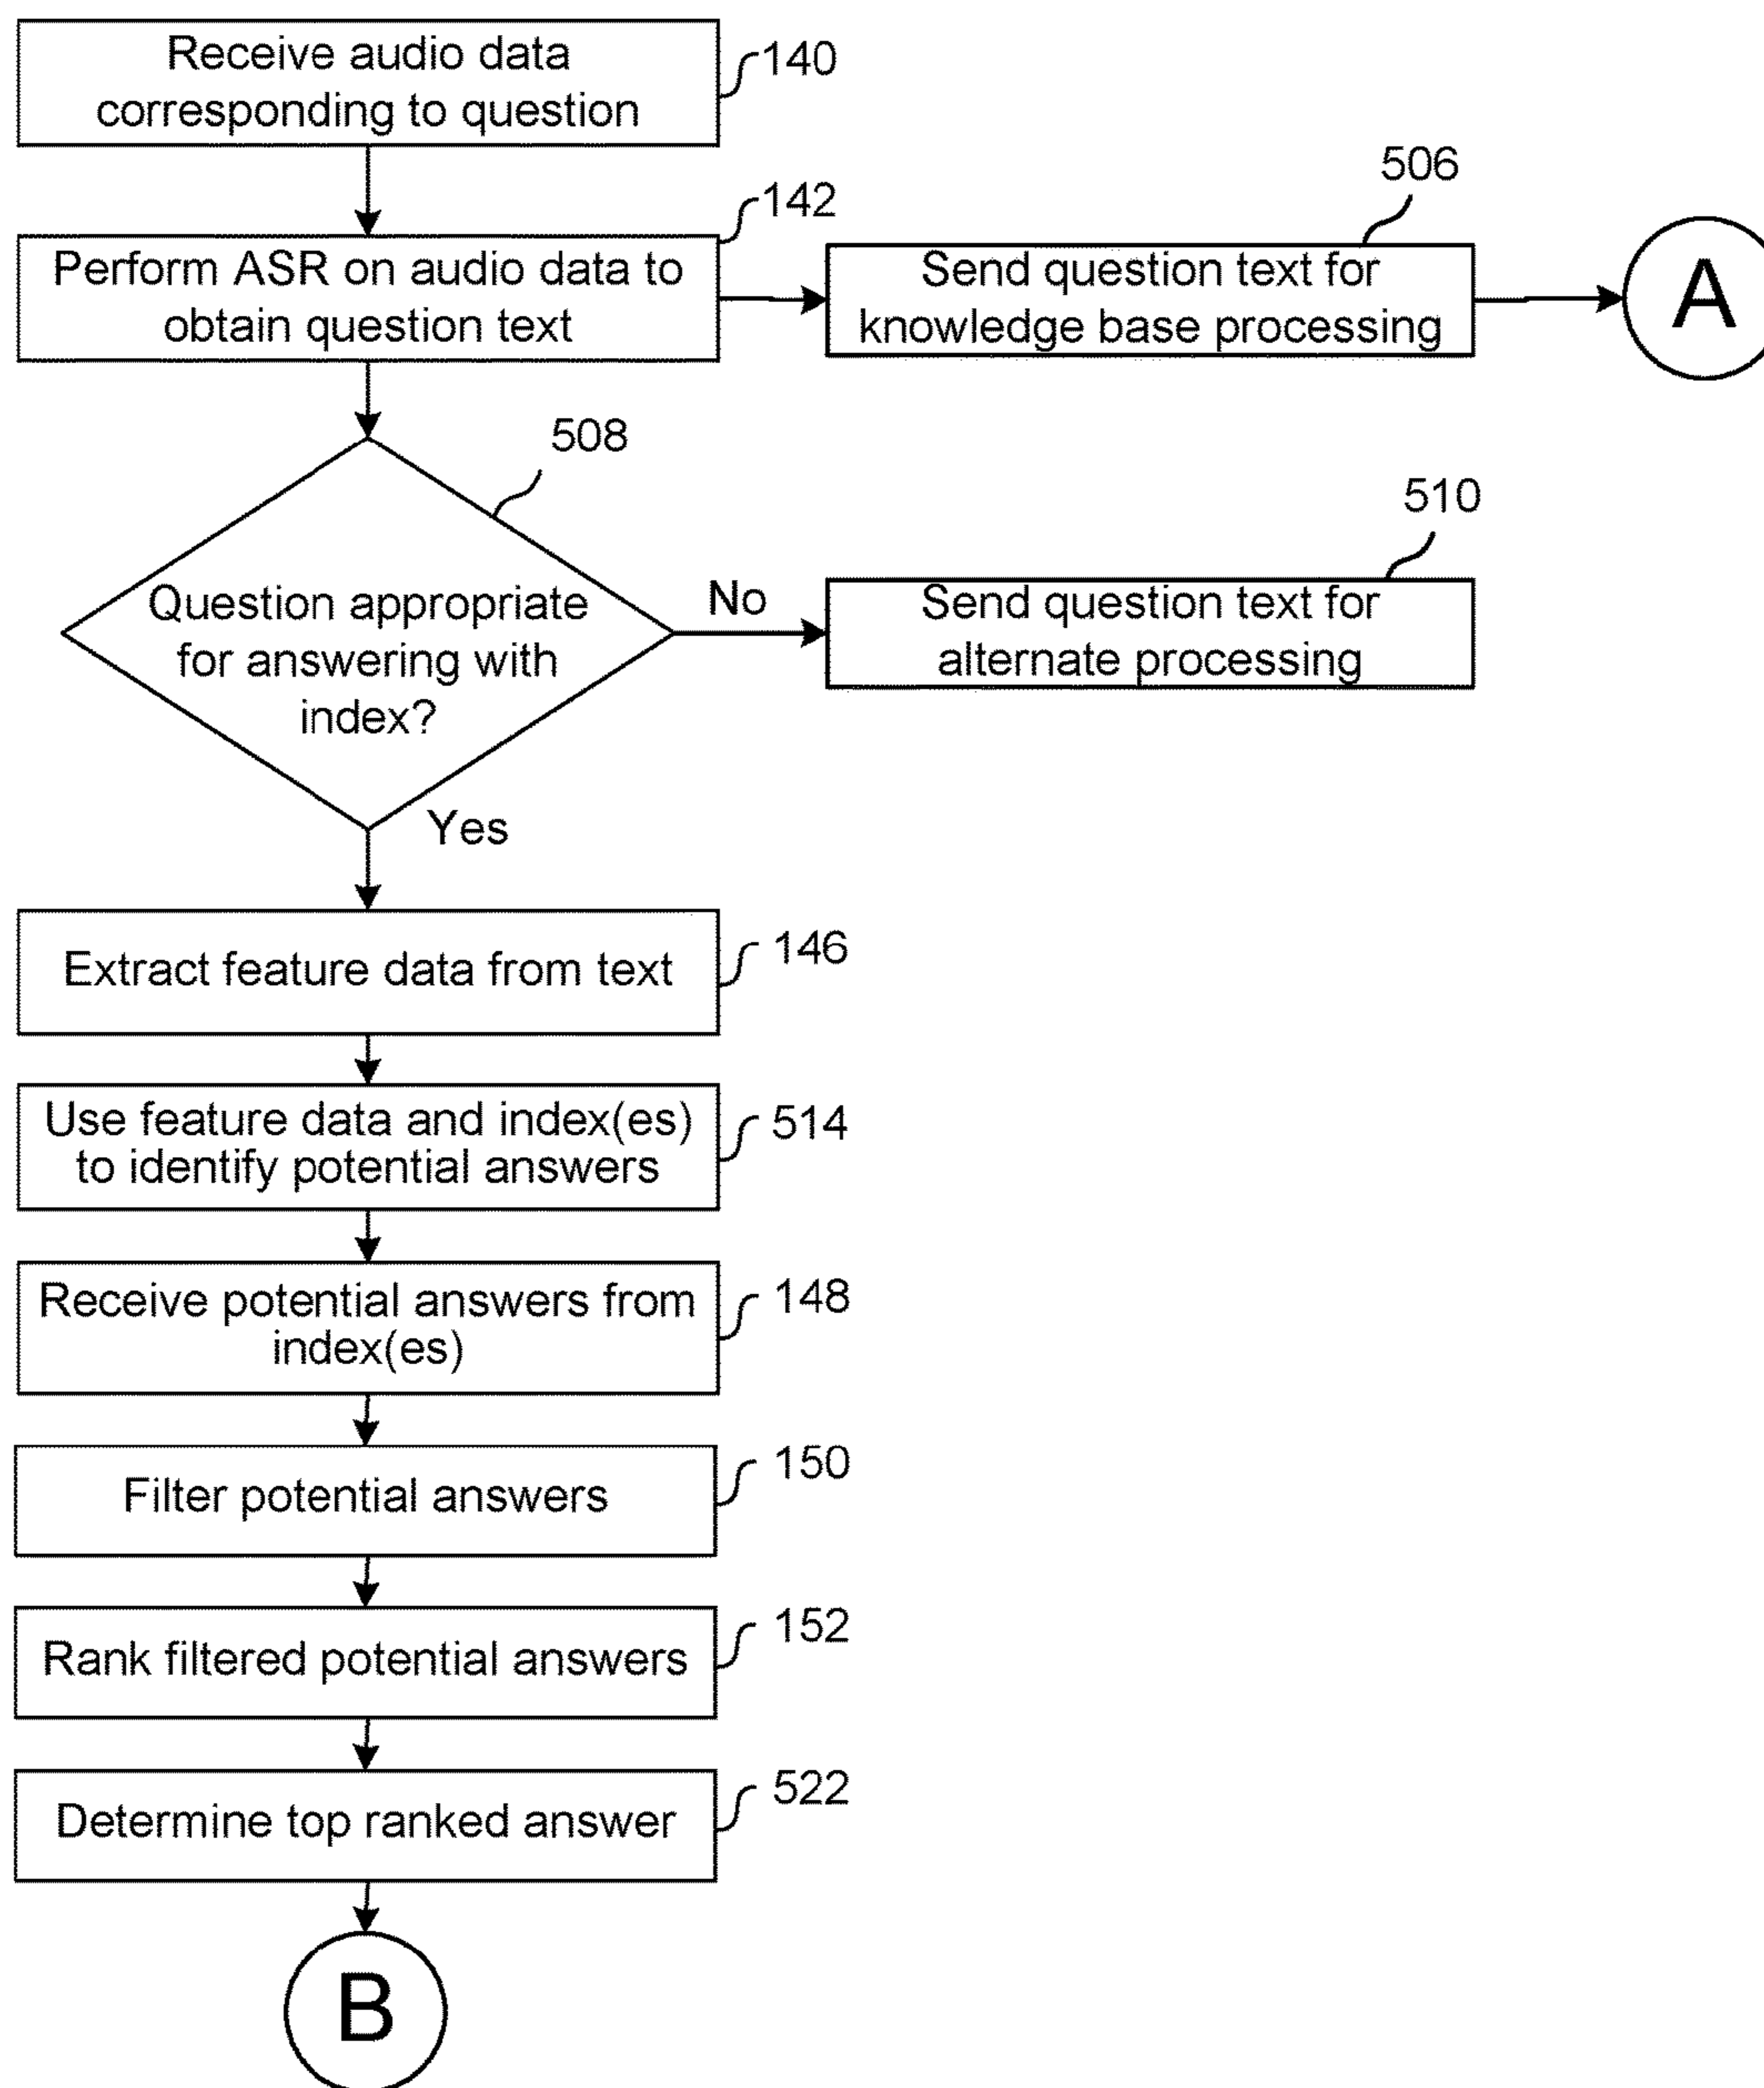 Receive audio data
corresponding to question
140
Perform ASR on audio data to
obtain question text
142
Send question text for
knowledge base processing
506
A
Question appropriate
for answering with
index?
508
No
Send question text for
alternate processing
510
Yes
Extract feature data from text
146
Use feature data and index(es)
to identify potential answers
514
Receive potential answers from
index(es)
148
Filter potential answers
150
Rank filtered potential answers
152
Determine top ranked answer
522
B